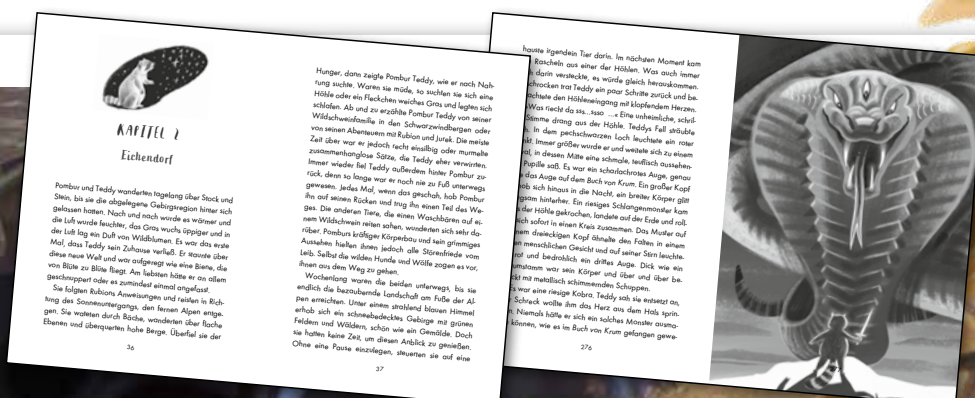 KAPITEL 2
Eichendorf
Pombur und Teddy wanderten tagelang über Stock und
Stein, bis sie die abgelegene Gebirgsregion hinter sich
gelassen hatten. Nach und nach wurde es wärmer und
die Luft wurde feuchter, das Gras wuchs üppiger und in
der Luft lag ein Duft von Wildblumen. Es war das erste
Mal, dass Teddy sein Zuhause verließ. Er staunte über
diese neue Welt und war aufgeregt wie eine Biene, die
von Blüte zu Blüte fliegt. Am liebsten hätte er an allem
geschnuppert oder es zumindest einmal angefasst.
Sie folgten Rubions Anweisungen und reisten in Rich-
tung des Sonnenuntergangs, den fernen Alpen entge-
gen. Sie wateten durch Bäche, wanderten über flache
Ebenen und überquerten hohe Berge. Überfiel sie der
36
Hunger, dann zeigte Pombur Teddy, wie er nach Nah-
rung suchte. Waren sie müde, so suchten sie sich eine
Höhle oder ein Fleckchen weiches Gras und legten sich
schlafen. Ab und zu erzählte Pombur Teddy von seiner
Wildschweinfamilie in den Schwarzwindbergen oder
von seinen Abenteuern mit Rubion und Jurek. Die meiste
Zeit über war er jedoch recht einsilbig oder murmelte
zusammenhanglose Sätze, die Teddy eher verwirrten.
Immer wieder fiel Teddy außerdem hinter Pombur zu-
rück, denn so lange war er noch nie zu Fuß unterwegs
gewesen. Jedes Mal, wenn das geschah, hob Pombur
ihn auf seinen Rücken und trug ihn einen Teil des We-
ges. Die anderen Tiere, die einen Waschbären auf ei-
nem Wildschwein reiten sahen, wunderten sich sehr da-
rüber. Pomburs kräftiger Körperbau und sein grimmiges
Aussehen hielten ihnen jedoch alle Störenfriede vom
Leib. Selbst die wilden Hunde und Wölfe zogen es vor,
ihnen aus dem Weg zu gehen.
Wochenlang waren die beiden unterwegs, bis sie
endlich die bezaubernde Landschaft am Fuße der Al-
pen erreichten. Unter einem strahlend blauen Himmel
erhob sich ein schneebedecktes Gebirge mit grünen
Feldern und Wäldern, schön wie ein Gemälde. Doch
sie hatten keine Zeit, um diesen Anblick zu genießen.
Ohne eine Pause einzulegen, steuerten sie auf eine
37
hauste irgendein Tier darin. Im nächsten Moment kam
Rascheln aus einer der Höhlen. Was auch immer
darin versteckte, es würde gleich herauskommen.
trat Teddy ein paar Schritte zurück und be-
den Höhleneingang mit klopfendem Herzen.
»Was riecht da sss...ssso ...« Eine unheimliche, schril-
Stimme drang aus der Höhle. Teddys Fell sträubte
In dem pechschwarzen Loch leuchtete ein roter
Immer größer wurde er und weitete sich zu einem
in dessen Mitte eine schmale, teuflisch aussehen-
Pupille saß. Es war ein scharlachrotes Auge, genau
das Auge auf dem Buch von Krum. Ein großer Kopf
sich hinaus in die Nacht, ein breiter Körper glitt
hinterher. Ein riesiges Schlangenmonster kam
der Höhle gekrochen, landete auf der Erde und roll-
sich sofort in einen Kreis zusammen. Das Muster auf
dreieckigen Kopf ähnelte den Falten in einem
menschlichen Gesicht und auf seiner Stirn leuchte-
rot und bedrohlich ein drittes Auge. Dick wie ein
war sein Körper und über und über be-
mit metallisch schimmernden Schuppen.
war eine riesige Kobra. Teddy sah sie entsetzt an,
Schreck wollte ihm das Herz aus dem Hals sprin-
Niemals hätte er sich ein solches Monster ausma-
können, wie es im Buch von Krum gefangen gewe-
276